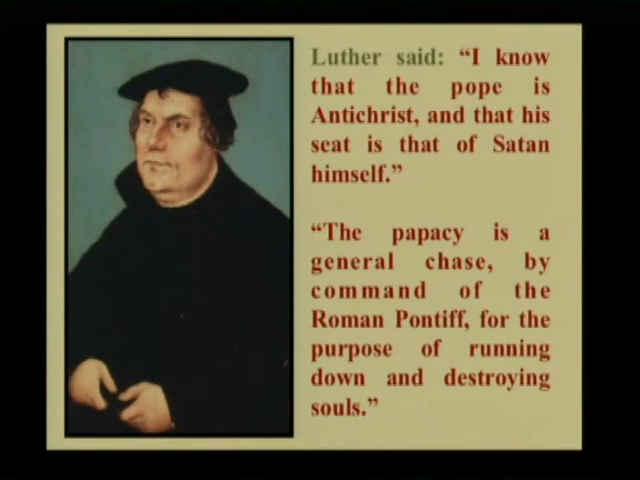 Luther said: “I know
that the pope is
Antichrist, and that his
seat is that of Satan
himself.”
“The papacy is a
general chase, by
command of the
Roman Pontiff, for the
purpose of running
down and destroying
souls.”